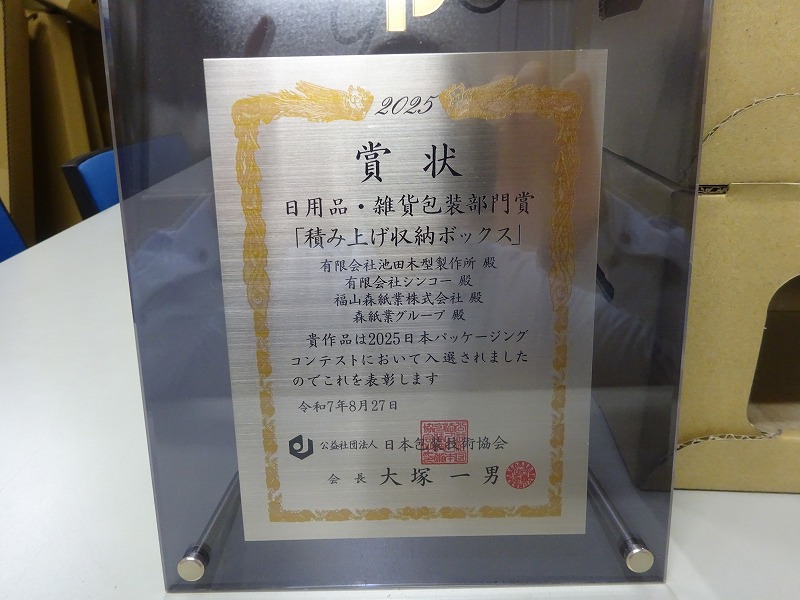 2025
賞 状
日用品・雑貨包装部門賞
「積み上げ収納ボックス」
有限会社池田木型製作所 殿
有限会社シンコー 殿
福山森紙業株式会社 殿
森紙業グループ 殿
貴作品は2025日本パッケージング
コンテストにおいて入選されました
のでこれを表彰します
令和7年8月27日
公益社団法人 日本包装技術協会
会 長 大 塚 一 男